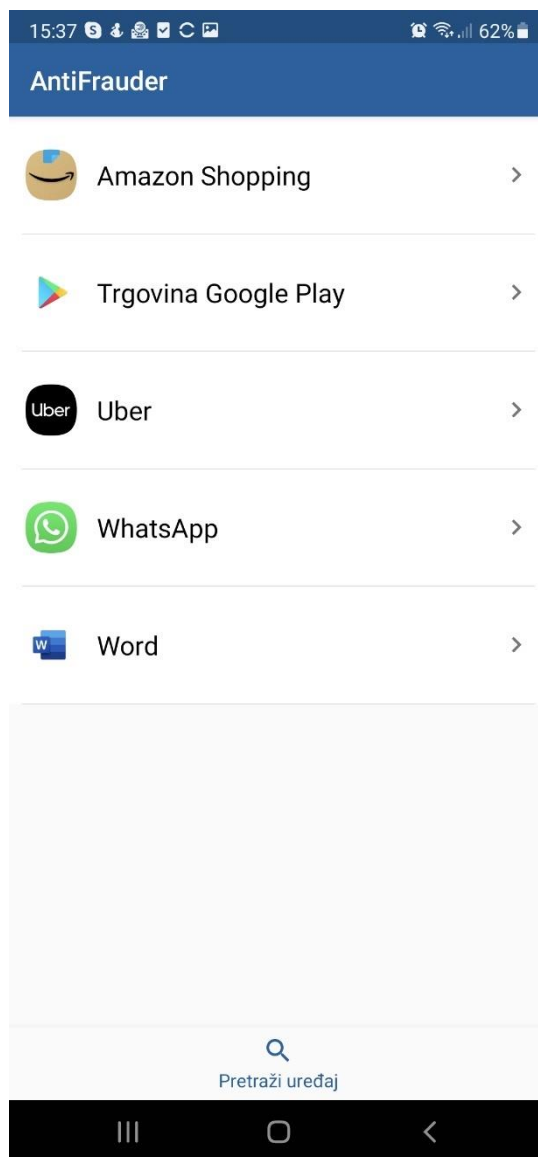 15:37 62%
AntiFrauder
Amazon Shopping
Trgovina Google Play
Uber Uber
WhatsApp
W Word
Pretraži uređaj